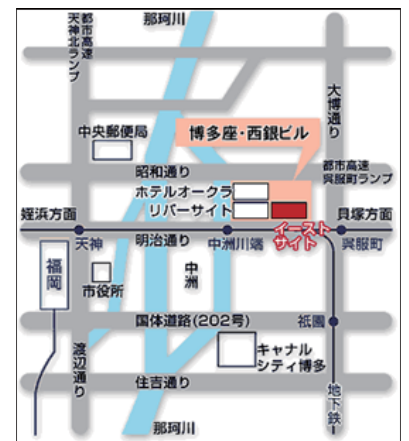 都市高速
天神北ランプ
那珂川
大博通り
中央郵便局
博多座・西銀ビル
昭和通り
都市高速
呉服町ランプ
ホテルオークラ
リバーサイト
姪浜方面
貝塚方面
イースト
サイト
天神
明治通り
中洲川端
呉服町
福岡
市役所
中洲
国体道路(202号)
祇園
キャナル
シティ博多
渡辺通り
住吉通り
地下鉄
那珂川